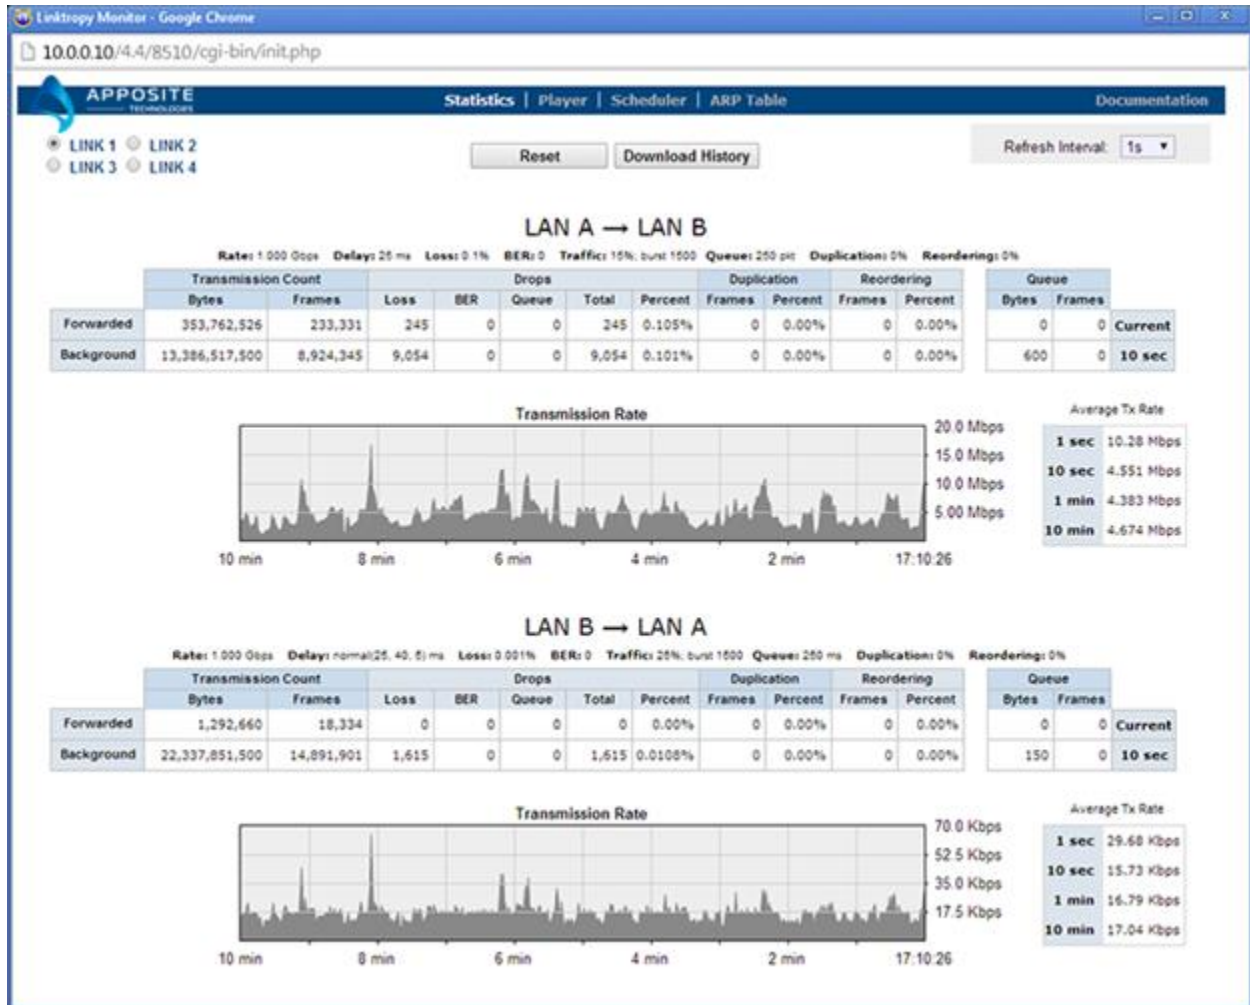 Linktropy Monitor - Google Chrome
10.0.0.10/4.4/8510/cgi-bin/init.php
APPOSITE
TECHNOLOGIES
Statistics | Player | Scheduler | ARP Table
Documentation
LINK 1 LINK 2
LINK 3 LINK 4
Reset Download History
Refresh Interval: 1s
LAN A → LAN B
Rate: 1.000 Gbps Delay: 25 ms Loss: 0.1% BER: 0 Traffic: 15%; burst 1500 Queue: 250 pkt Duplication: 0% Reordering: 0%
Transmission Count Drops Duplication Reordering Queue
Bytes Frames Loss BER Queue Total Percent Frames Percent Frames Percent Bytes Frames
Forwarded 353,762,526 233,331 245 0 0 245 0.105% 0 0.00% 0 0.00% 0 0 Current
Background 13,386,517,500 8,924,345 9,054 0 0 9,054 0.101% 0 0.00% 0 0.00% 600 0 10 sec
Transmission Rate
20.0 Mbps
15.0 Mbps
10.0 Mbps
5.00 Mbps
10 min 8 min 6 min 4 min 2 min 17:10:26
Average Tx Rate
1 sec 10.28 Mbps
10 sec 4.551 Mbps
1 min 4.383 Mbps
10 min 4.674 Mbps
LAN B → LAN A
Rate: 1.000 Gbps Delay: normal(25, 40, 5) ms Loss: 0.001% BER: 0 Traffic: 25%; burst 1500 Queue: 250 ms Duplication: 0% Reordering: 0%
Transmission Count Drops Duplication Reordering Queue
Bytes Frames Loss BER Queue Total Percent Frames Percent Frames Percent Bytes Frames
Forwarded 1,292,660 18,334 0 0 0 0 0.00% 0 0.00% 0 0.00% 0 0 Current
Background 22,337,851,500 14,891,901 1,615 0 0 1,615 0.0108% 0 0.00% 0 0.00% 150 0 10 sec
Transmission Rate
70.0 Kbps
52.5 Kbps
35.0 Kbps
17.5 Kbps
10 min 8 min 6 min 4 min 2 min 17:10:26
Average Tx Rate
1 sec 29.68 Kbps
10 sec 15.73 Kbps
1 min 16.79 Kbps
10 min 17.04 Kbps